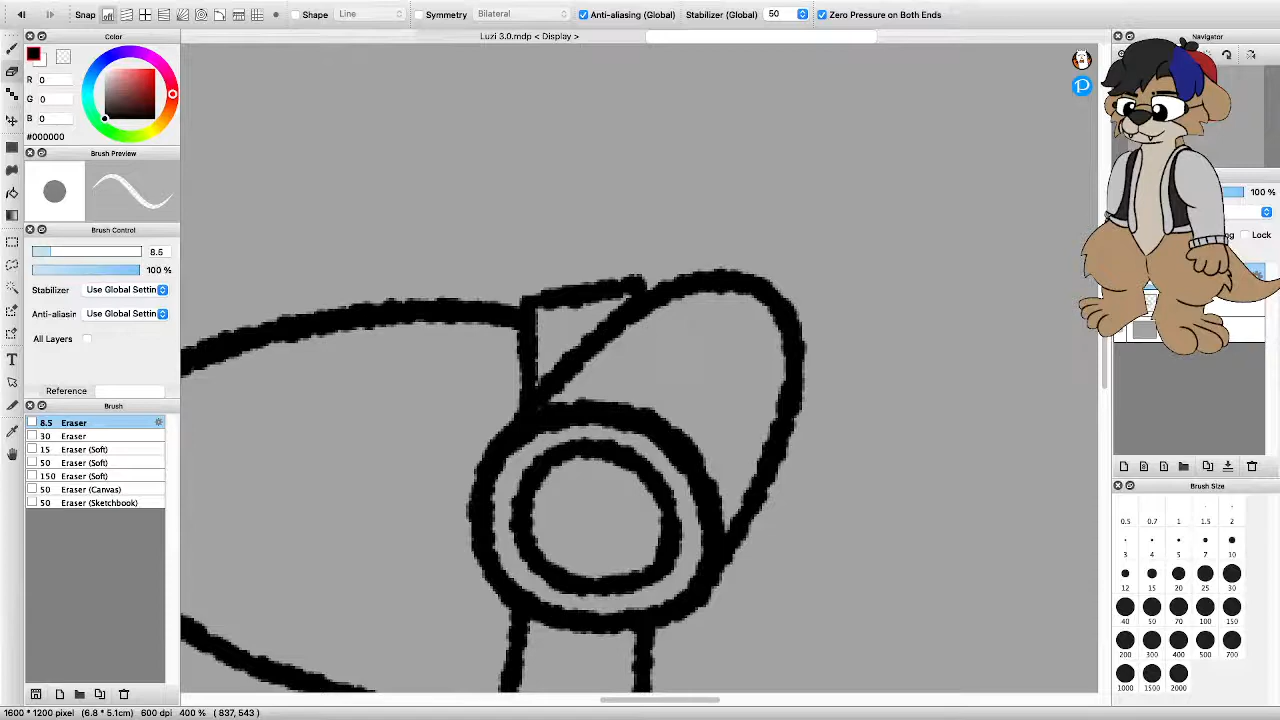 Snap Shape Line Symmetry Bilateral Anti-aliasing (Global) Stabilizer (Global) 50 Zero Pressure on Both Ends
Luzi 3.0.mdp < Display >
Color
R 0
G 0
B 0
#000000
Brush Preview
Brush Control
8.5
100 %
Stabilizer Use Global Settin
Anti-aliasin Use Global Settin
All Layers
Reference
Brush
8.5 Eraser
30 Eraser
15 Eraser (Soft)
50 Eraser (Soft)
150 Eraser (Soft)
50 Eraser (Canvas)
50 Eraser (Sketchbook)
1600 * 1200 pixel (6.8 * 5.1cm) 600 dpi 400 % ( 837, 543 )
Navigator
100 %
Lock
Brush Size
0.5 0.7 1 1.5 2
3 4 5 7 10
12 15 20 25 30
40 50 70 100 150
200 300 400 500 700
1000 1500 2000